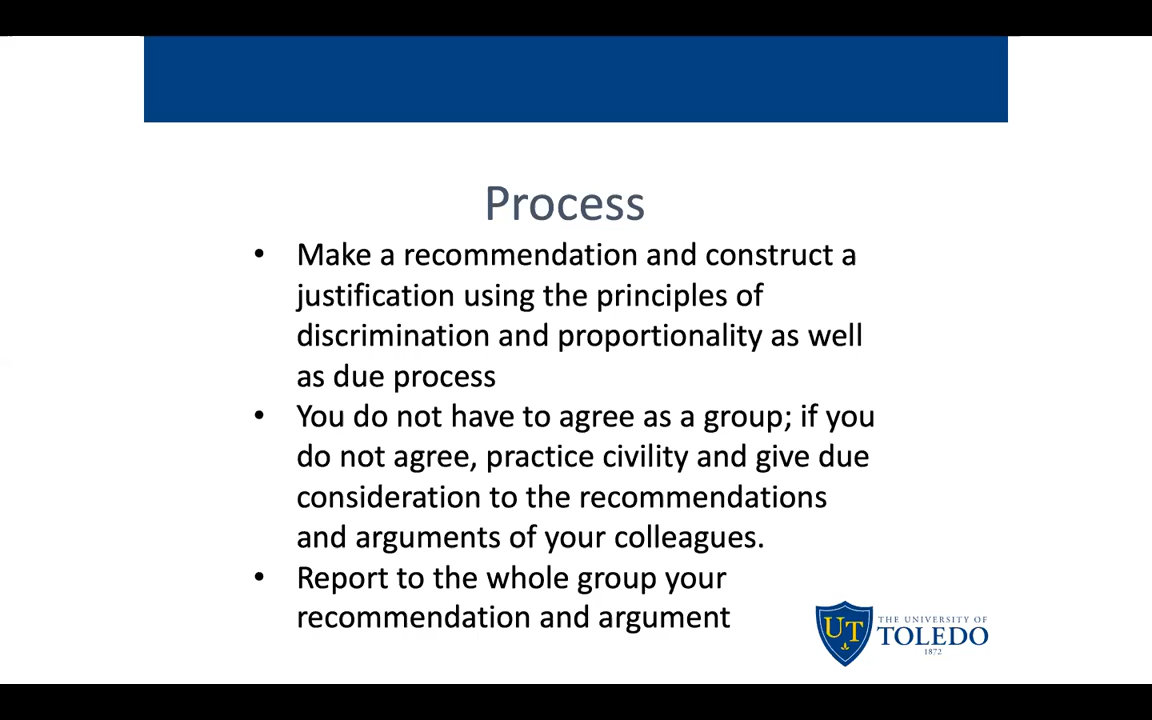 Process
• Make a recommendation and construct a
justification using the principles of
discrimination and proportionality as well
as due process
• You do not have to agree as a group; if you
do not agree, practice civility and give due
consideration to the recommendations
and arguments of your colleagues.
• Report to the whole group your
recommendation and argument
UT
THE UNIVERSITY OF
TOLEDO
1872